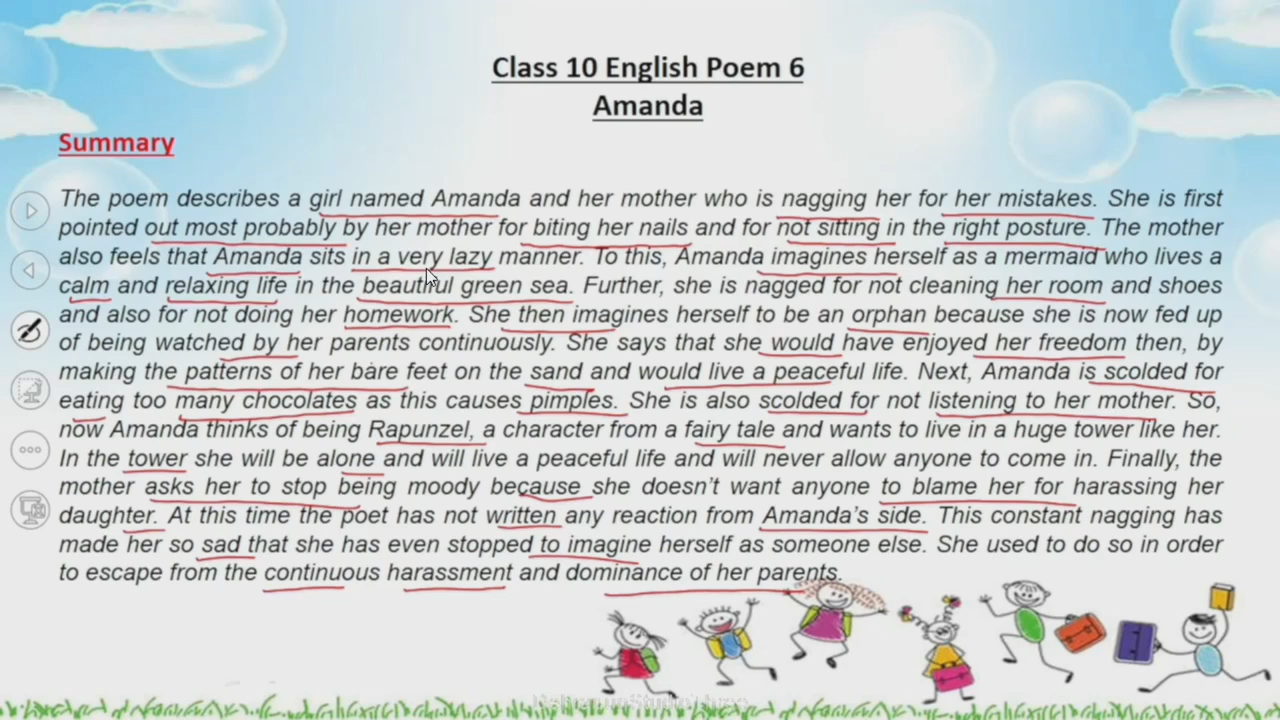 Class 10 English Poem 6
Amanda
Summary
The poem describes a girl named Amanda and her mother who is nagging her for her mistakes. She is first
pointed out most probably by her mother for biting her nails and for not sitting in the right posture. The mother
also feels that Amanda sits in a very lazy manner. To this, Amanda imagines herself as a mermaid who lives a
calm and relaxing life in the beautiful green sea. Further, she is nagged for not cleaning her room and shoes
and also for not doing her homework. She then imagines herself to be an orphan because she is now fed up
of being watched by her parents continuously. She says that she would have enjoyed her freedom then, by
making the patterns of her bare feet on the sand and would live a peaceful life. Next, Amanda is scolded for
eating too many chocolates as this causes pimples. She is also scolded for not listening to her mother. So,
now Amanda thinks of being Rapunzel, a character from a fairy tale and wants to live in a huge tower like her.
In the tower she will be alone and will live a peaceful life and will never allow anyone to come in. Finally, the
mother asks her to stop being moody because she doesn't want anyone to blame her for harassing her
daughter. At this time the poet has not written any reaction from Amanda's side. This constant nagging has
made her so sad that she has even stopped to imagine herself as someone else. She used to do so in order
to escape from the continuous harassment and dominance of her parents.